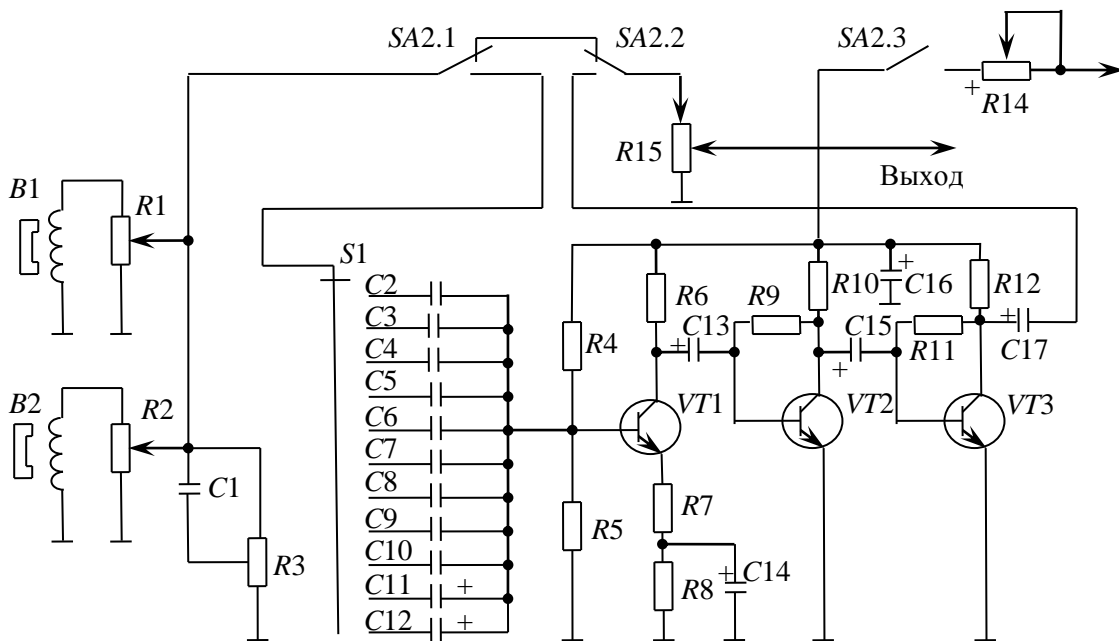 SA2.1
SA2.2
SA2.3
+
R14
R15
Выход
B1
R1
S1
C2
C3
C4
C5
C6
C7
C8
C9
C10
C11 +
C12 +
R4
R5
R6
C13
+
R9
R10
+
C16
C15
+
R11
R12
+
C17
VT1
VT2
VT3
R7
R8
+
C14
B2
R2
C1
R3